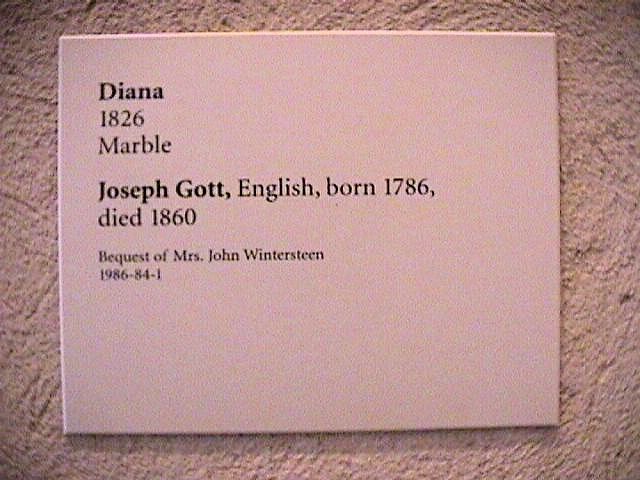 Diana
1826
Marble
Joseph Gott, English, born 1786,
died 1860
Bequest of Mrs. John Wintersteen
1986-84-1